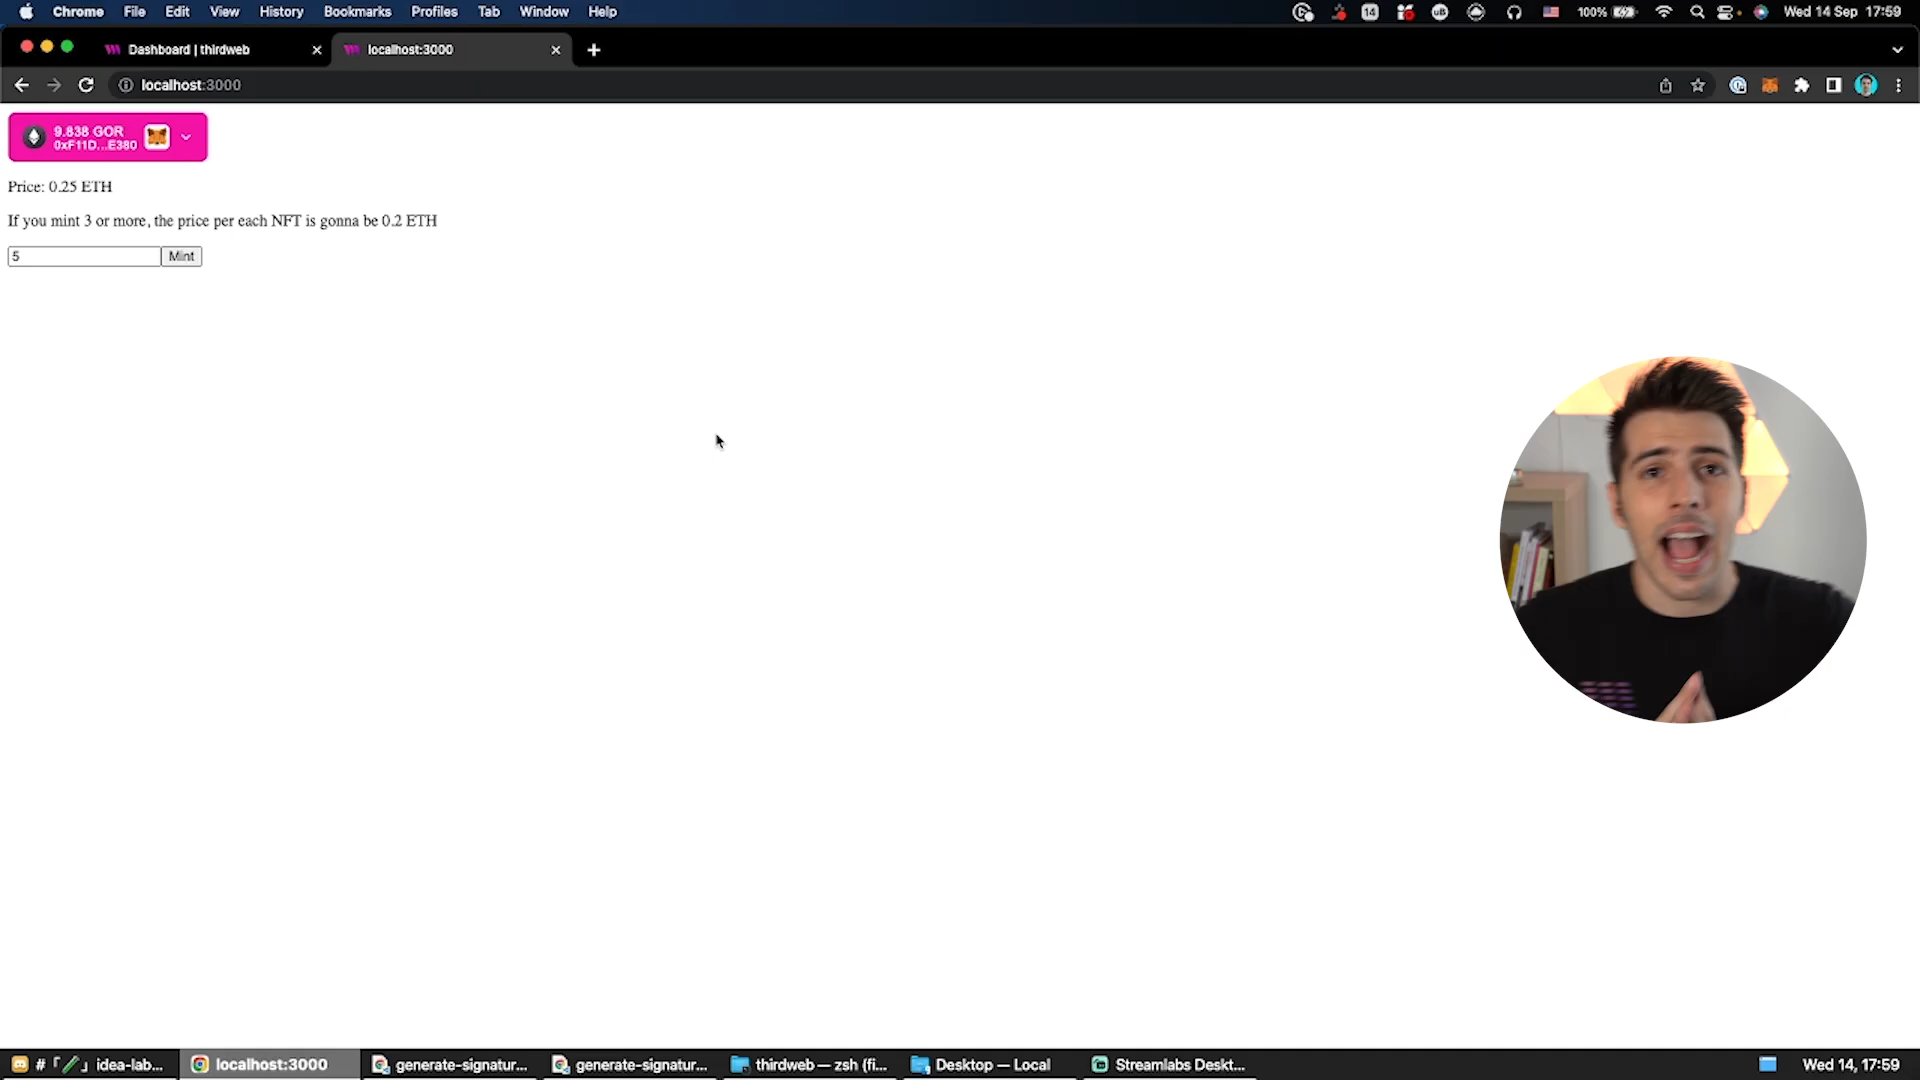 Chrome File Edit View History Bookmarks Profiles Tab Window Help 14 100% Wed 14 Sep 17:59
Dashboard | thirdweb
localhost:3000
localhost:3000
9.838 GOR
0xF11D...E380
Price: 0.25 ETH
If you mint 3 or more, the price per each NFT is gonna be 0.2 ETH
5 Mint
# 「🧪」idea-lab... localhost:3000 generate-signatur... generate-signatur... thirdweb — zsh (fi... Desktop — Local Streamlabs Deskt... Wed 14, 17:59